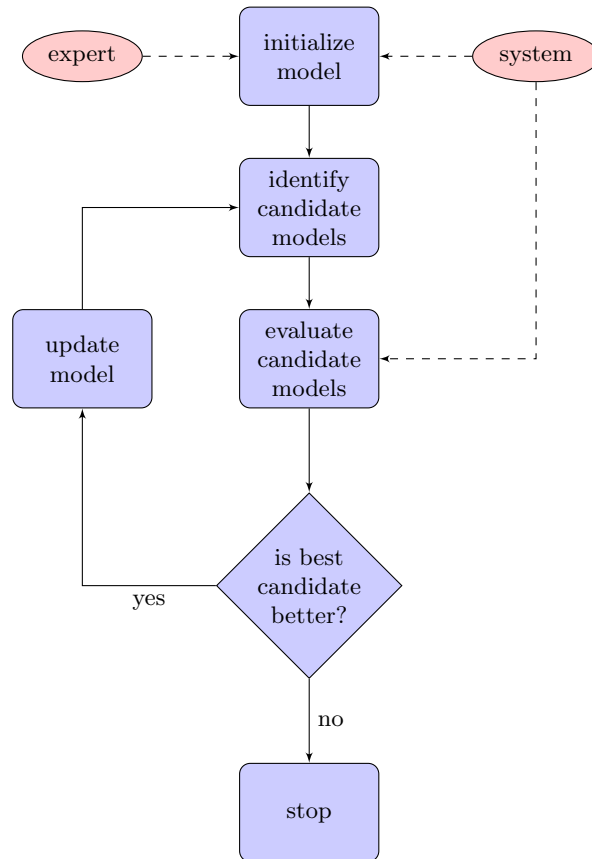 expert
initialize
model
system
identify
candidate
models
update
model
evaluate
candidate
models
is best
candidate
better?
yes
no
stop